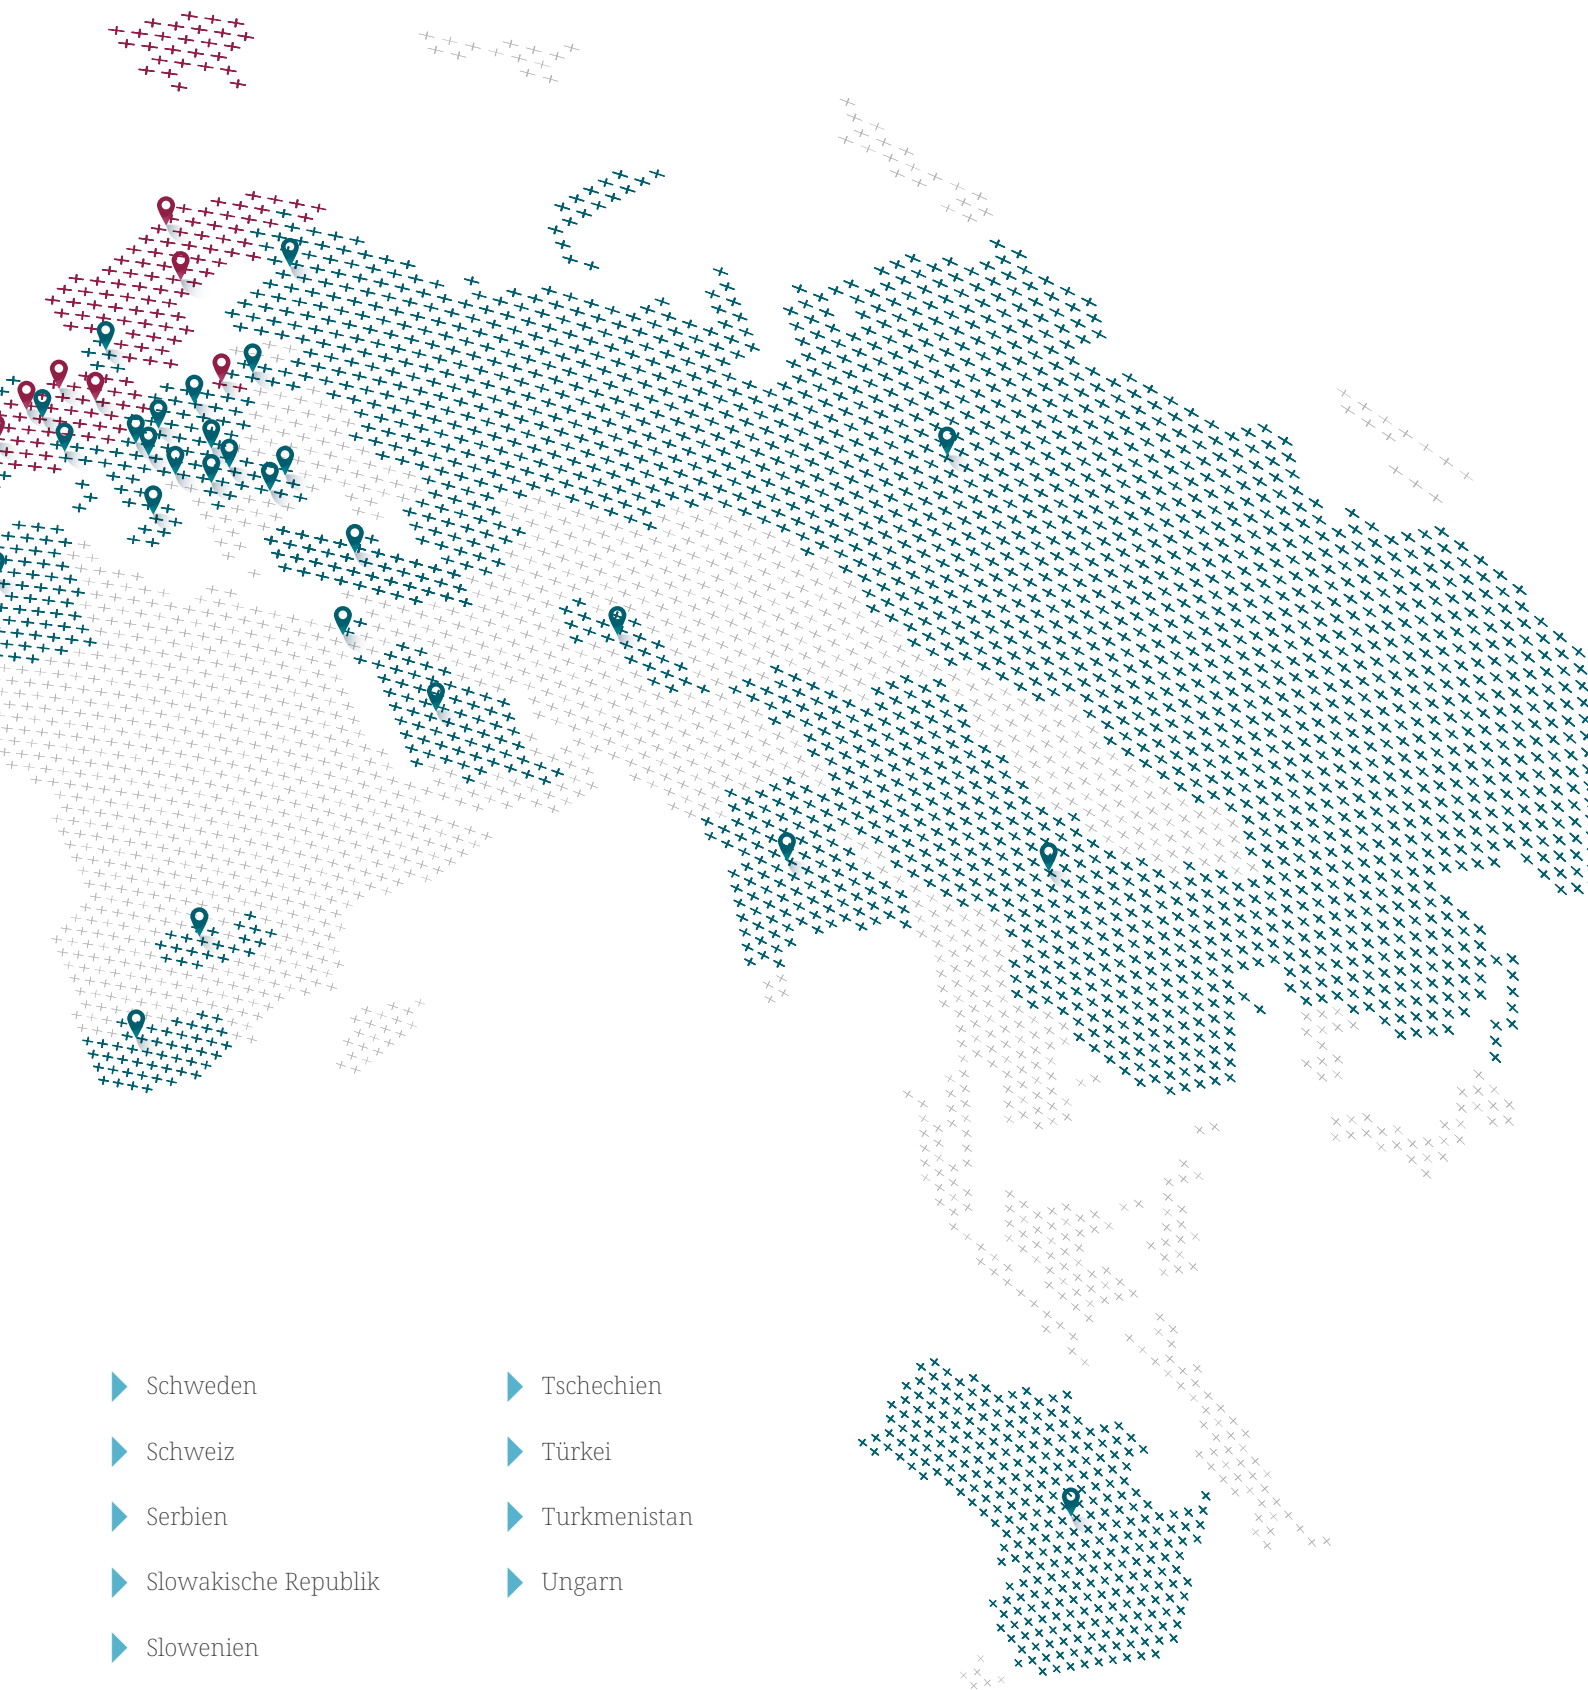 Schweden
Schweiz
Serbien
Slowakische Republik
Slowenien
Tschechien
Türkei
Turkmenistan
Ungarn